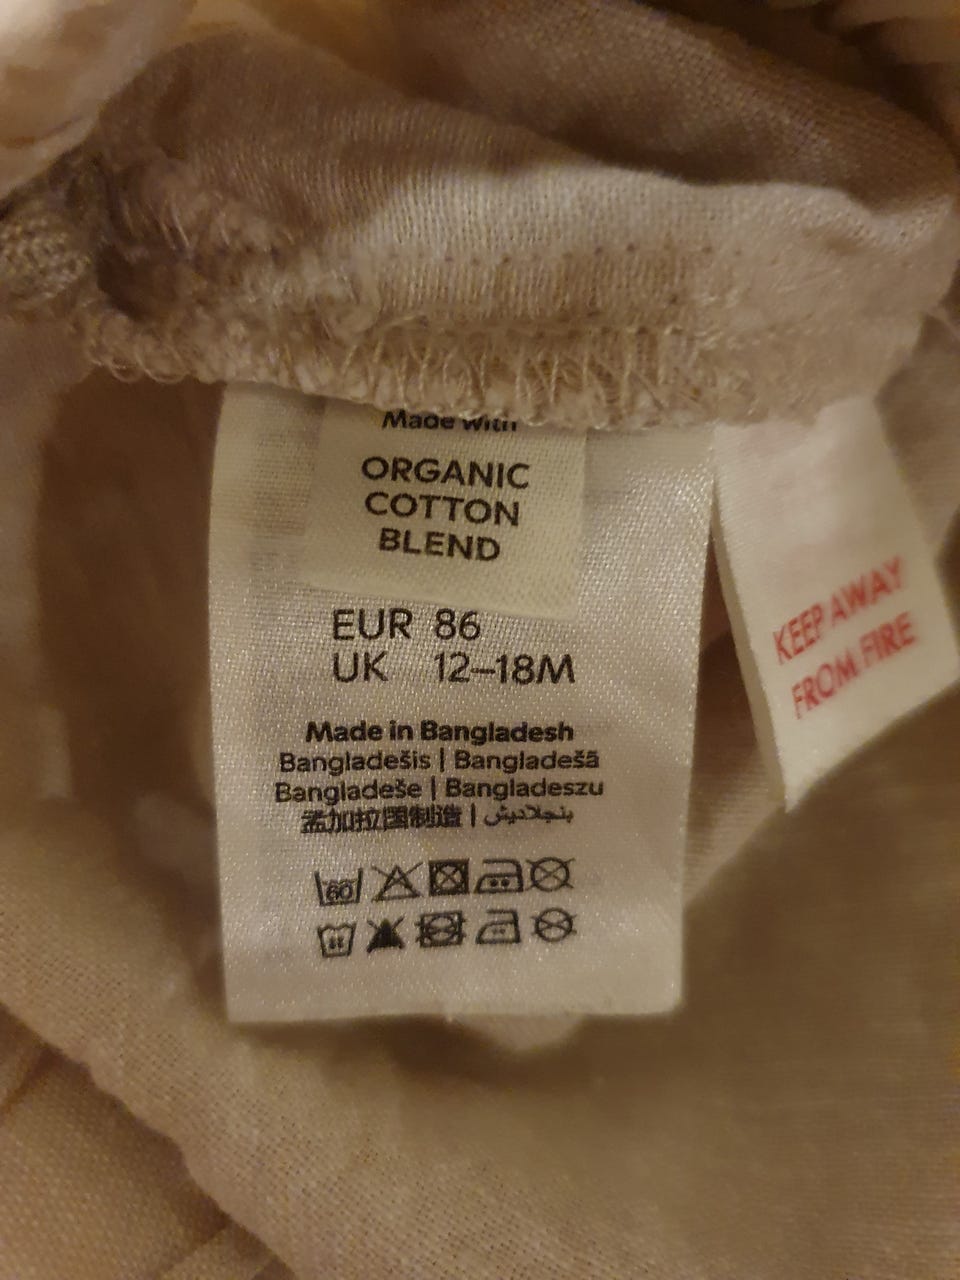 Made with
ORGANIC
COTTON
BLEND
EUR 86
UK 12–18M
Made in Bangladesh
Bangladešis | Bangladešā
Bangladeše | Bangladeszu
孟加拉国制造 | بنجلاديش
60
KEEP AWAY
FROM FIRE